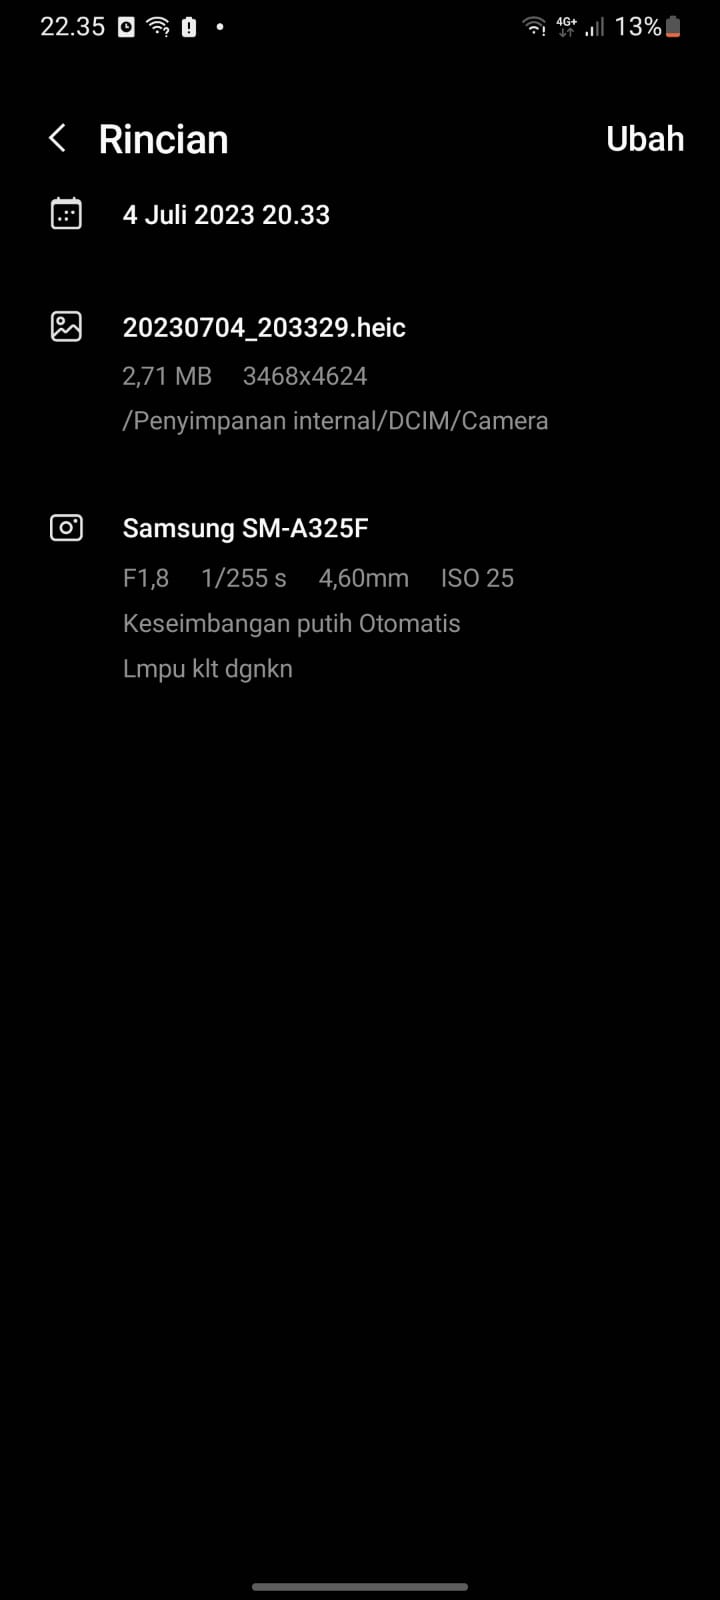 22.35 4G+ 13%
Rincian Ubah
4 Juli 2023 20.33
20230704_203329.heic
2,71 MB 3468x4624
/Penyimpanan internal/DCIM/Camera
Samsung SM-A325F
F1,8 1/255 s 4,60mm ISO 25
Keseimbangan putih Otomatis
Lmpu klt dgnkn